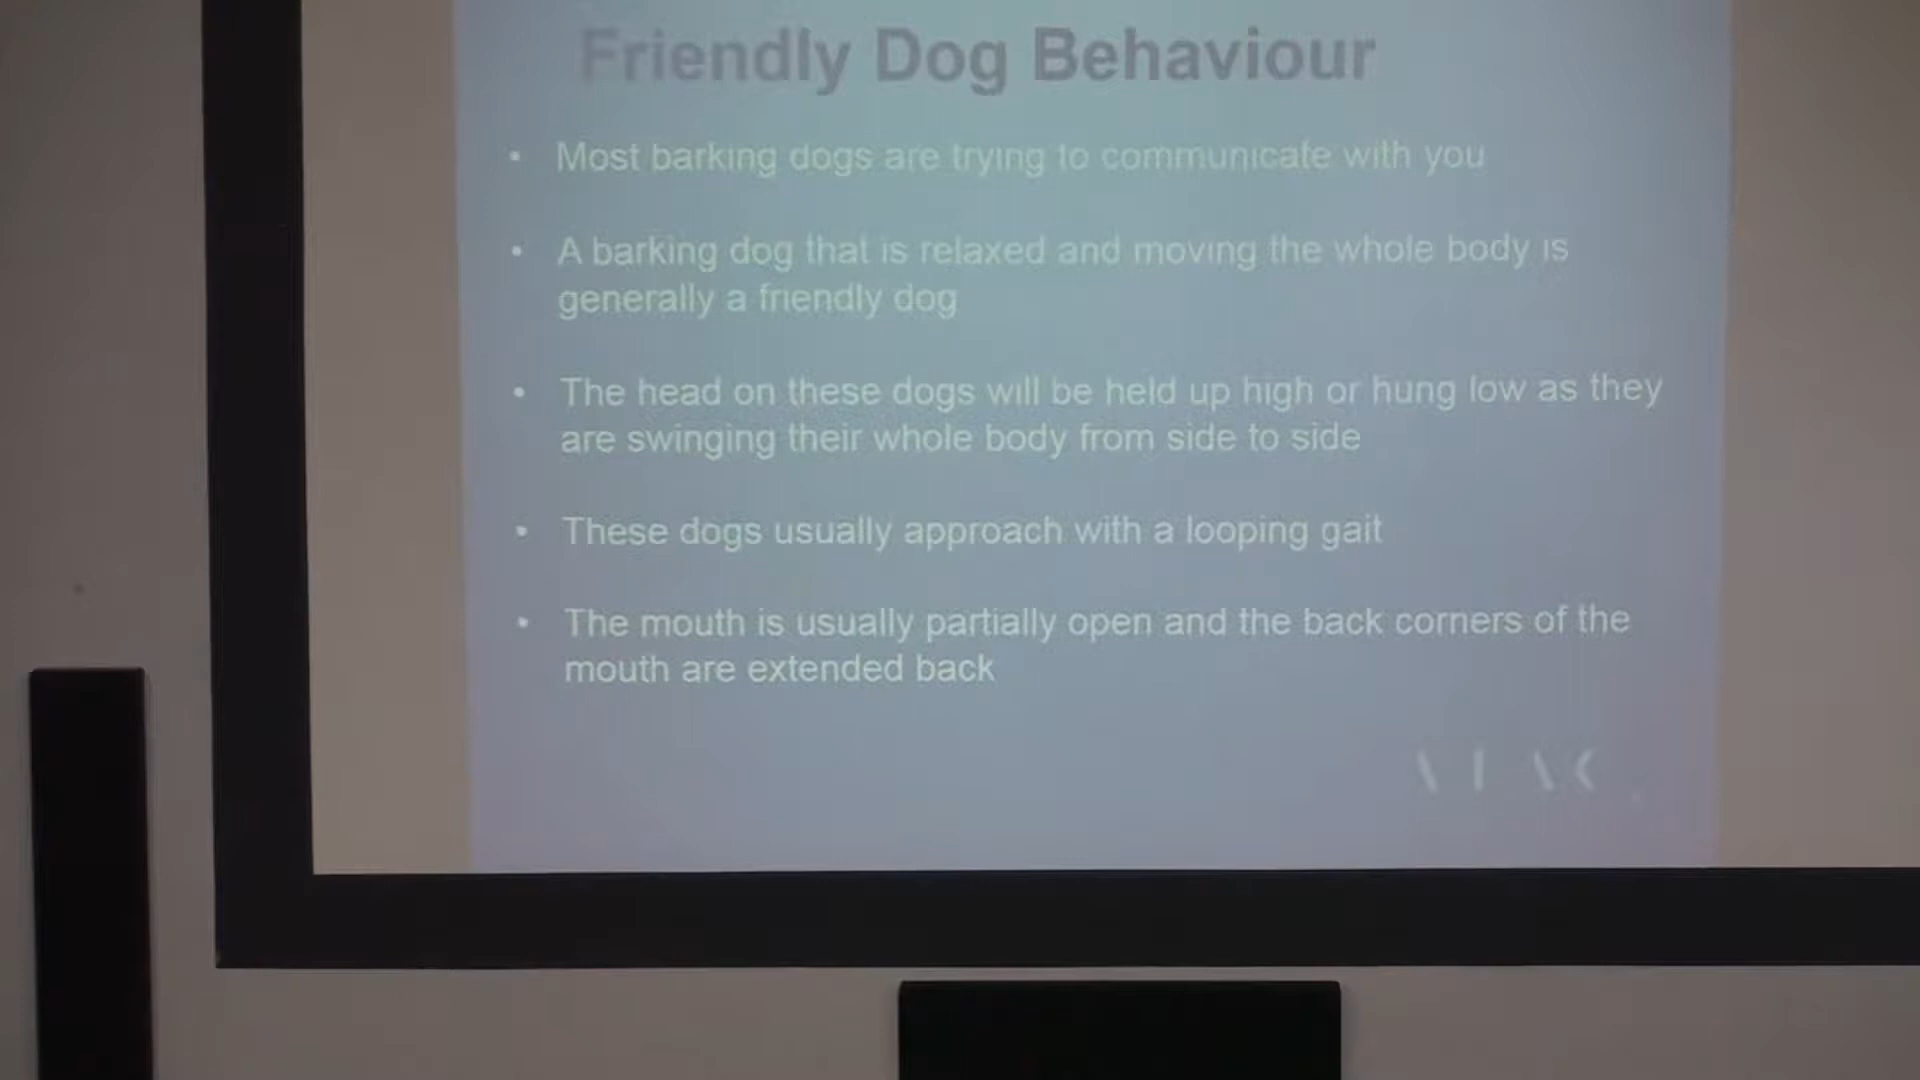 Friendly Dog Behaviour
• Most barking dogs are trying to communicate with you
• A barking dog that is relaxed and moving the whole body is
generally a friendly dog
• The head on these dogs will be held up high or hung low as they
are swinging their whole body from side to side
• These dogs usually approach with a looping gait
• The mouth is usually partially open and the back corners of the
mouth are extended back